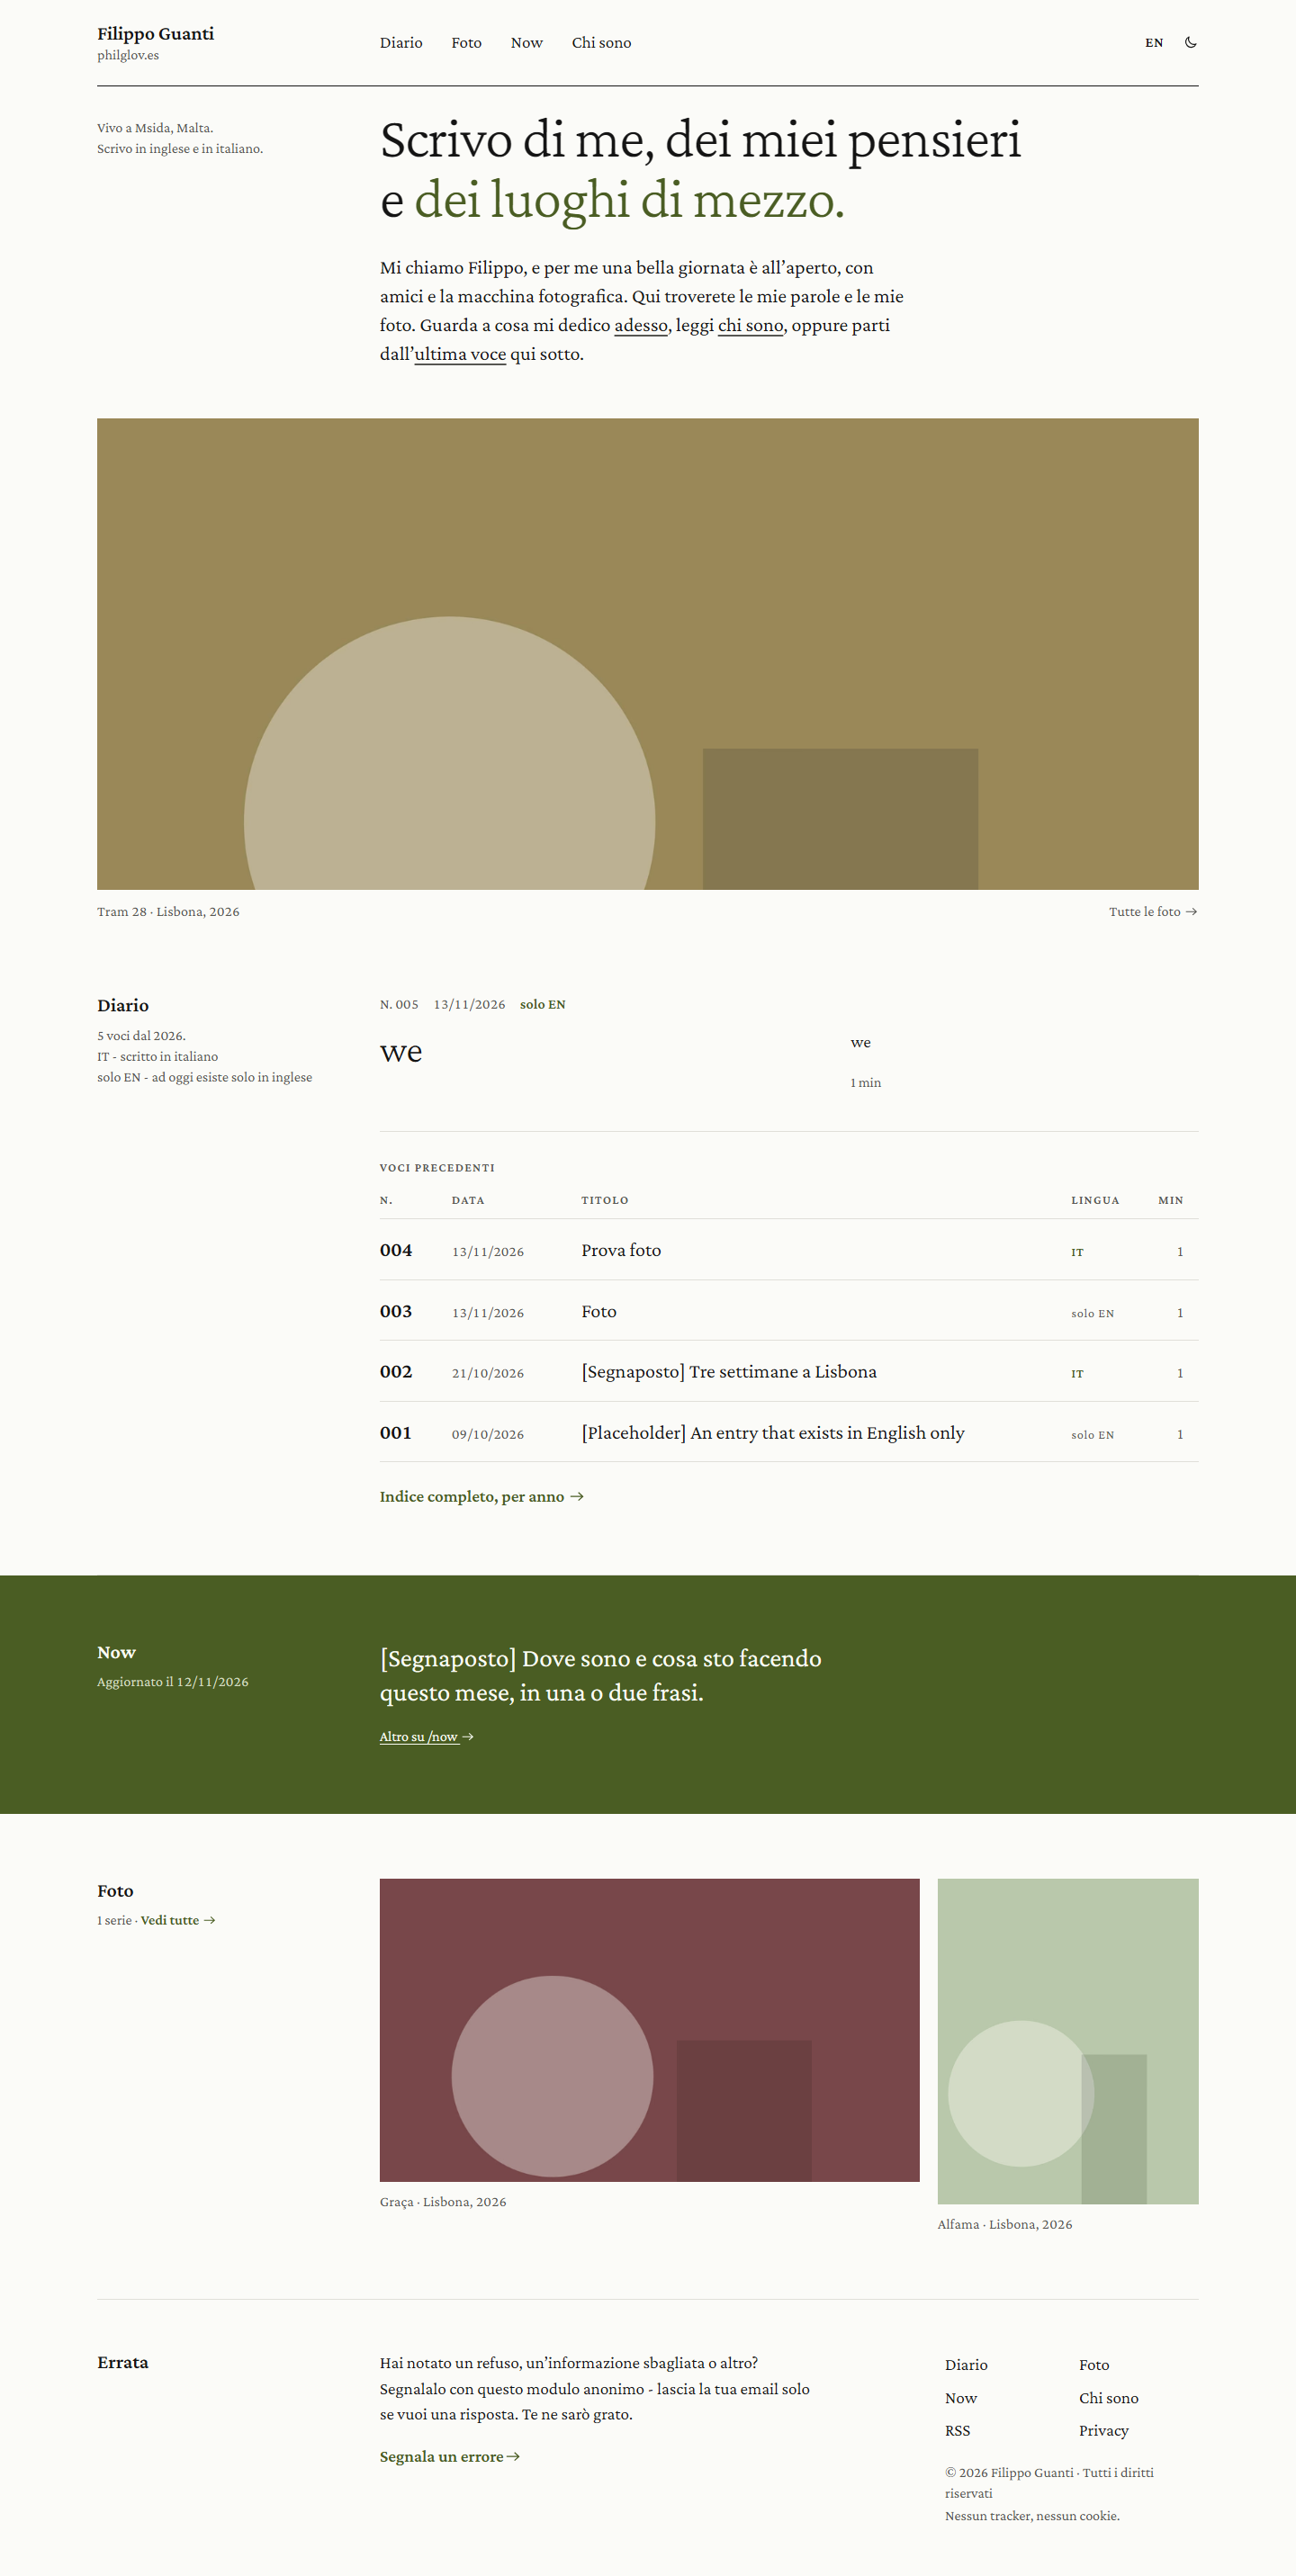 Filippo Guanti
philglov.es
Diario Foto Now Chi sono
EN
Vivo a Msida, Malta.
Scrivo in inglese e in italiano.
Scrivo di me, dei miei pensieri
e dei luoghi di mezzo.
Mi chiamo Filippo, e per me una bella giornata è all’aperto, con
amici e la macchina fotografica. Qui troverete le mie parole e le mie
foto. Guarda a cosa mi dedico adesso, leggi chi sono, oppure parti
dall’ultima voce qui sotto.
Tram 28 · Lisbona, 2026
Tutte le foto →
Diario
5 voci dal 2026.
IT - scritto in italiano
solo EN - ad oggi esiste solo in inglese
N. 005 13/11/2026 solo EN
we
we
1 min
VOCI PRECEDENTI
N. DATA TITOLO LINGUA MIN
004 13/11/2026 Prova foto IT 1
003 13/11/2026 Foto solo EN 1
002 21/10/2026 [Segnaposto] Tre settimane a Lisbona IT 1
001 09/10/2026 [Placeholder] An entry that exists in English only solo EN 1
Indice completo, per anno →
Now
Aggiornato il 12/11/2026
[Segnaposto] Dove sono e cosa sto facendo
questo mese, in una o due frasi.
Altro su /now →
Foto
1 serie · Vedi tutte →
Graça · Lisbona, 2026
Alfama · Lisbona, 2026
Errata
Hai notato un refuso, un’informazione sbagliata o altro?
Segnalalo con questo modulo anonimo - lascia la tua email solo
se vuoi una risposta. Te ne sarò grato.
Segnala un errore →
Diario Foto
Now Chi sono
RSS Privacy
© 2026 Filippo Guanti · Tutti i diritti
riservati
Nessun tracker, nessun cookie.